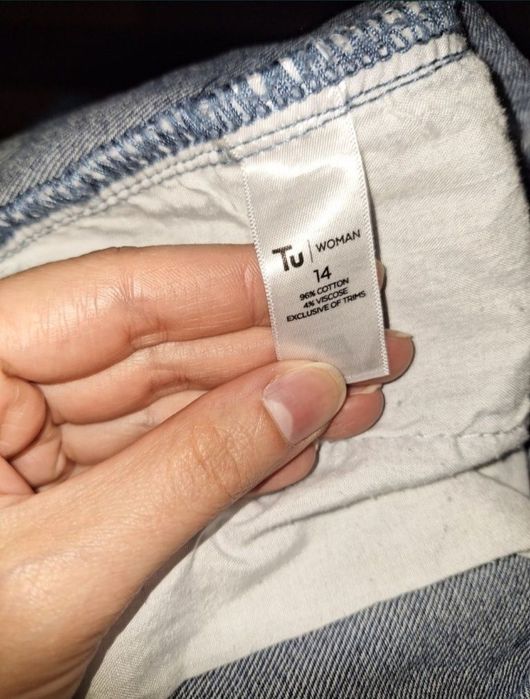 Tu | WOMAN
14
96% COTTON
4% VISCOSE
EXCLUSIVE OF TRIMS